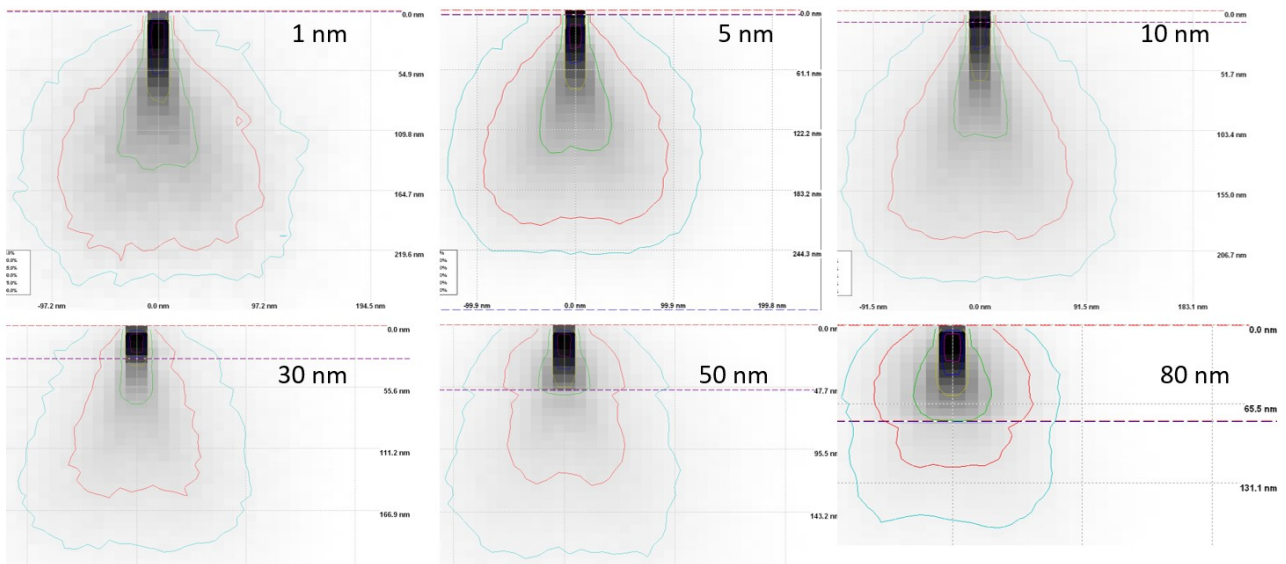 1 nm
0.0 nm
54.9 nm
109.8 nm
164.7 nm
219.6 nm
-97.2 nm
0.0 nm
97.2 nm
194.5 nm
5 nm
-0.0 nm
61.1 nm
122.2 nm
183.2 nm
244.3 nm
-99.9 nm
0.0 nm
99.9 nm
199.8 nm
10 nm
0.0 nm
51.7 nm
103.4 nm
155.0 nm
206.7 nm
-91.5 nm
0.0 nm
91.5 nm
183.1 nm
30 nm
0.0 nm
55.6 nm
111.2 nm
166.9 nm
50 nm
0.0 nm
47.7 nm
95.5 nm
143.2 nm
80 nm
0.0 nm
65.5 nm
131.1 nm